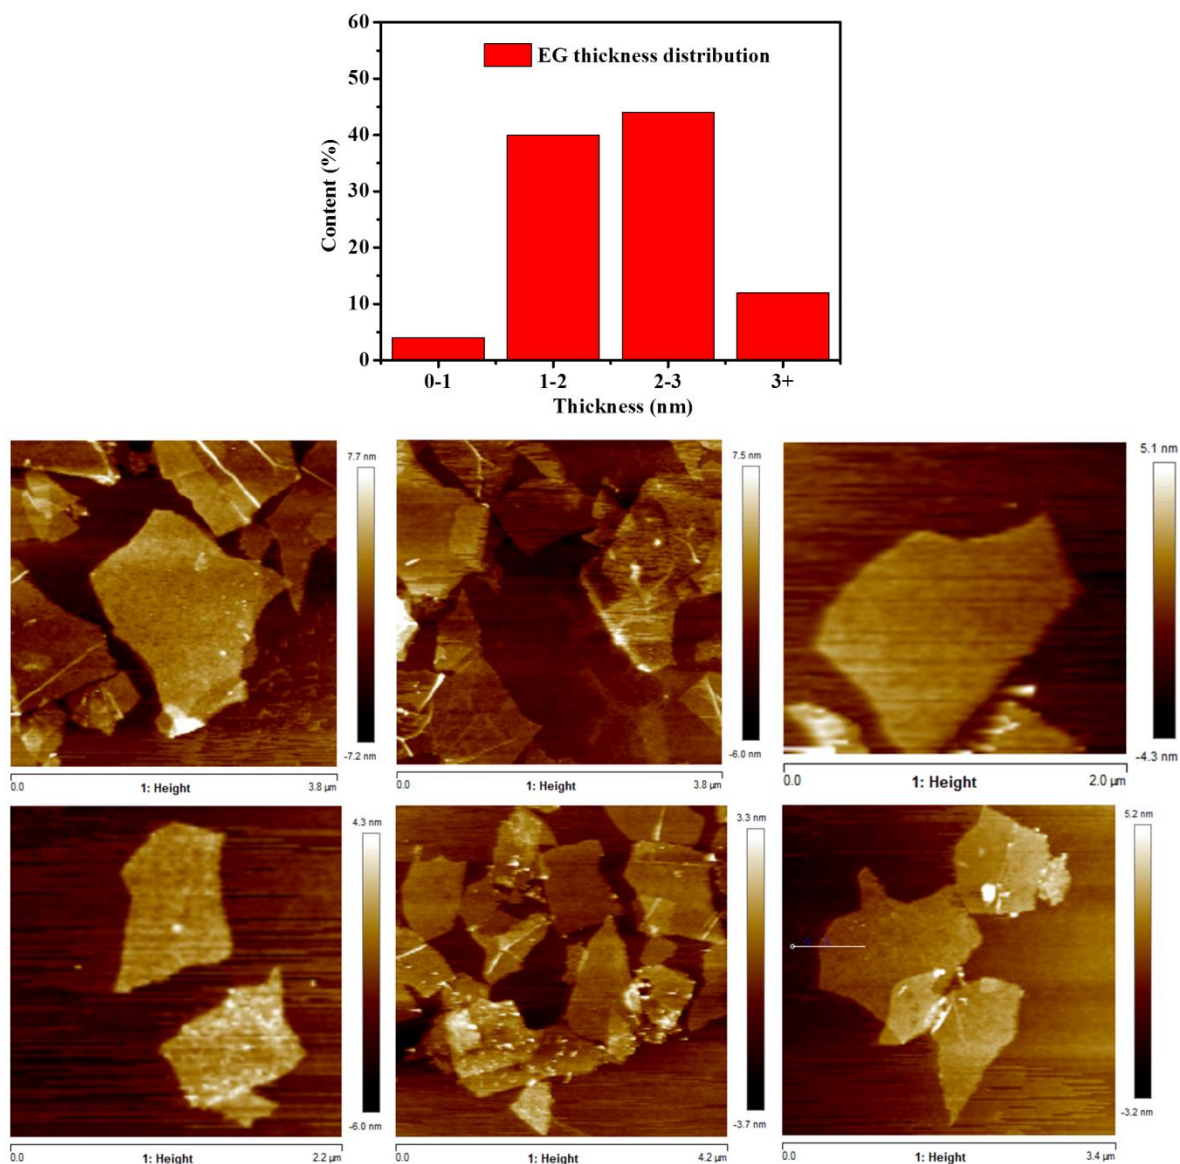 60
EG thickness distribution
50
40
30
20
10
0
Content (%)
0-1 1-2 2-3 3+
Thickness (nm)
7.7 nm
-7.2 nm
0.0 1: Height 3.8 µm
7.5 nm
-6.0 nm
0.0 1: Height 3.8 µm
5.1 nm
-4.3 nm
0.0 1: Height 2.0 µm
4.3 nm
-6.0 nm
0.0 1: Height 2.2 µm
3.3 nm
-3.7 nm
0.0 1: Height 4.2 µm
5.2 nm
-3.2 nm
0.0 1: Height 3.4 µm